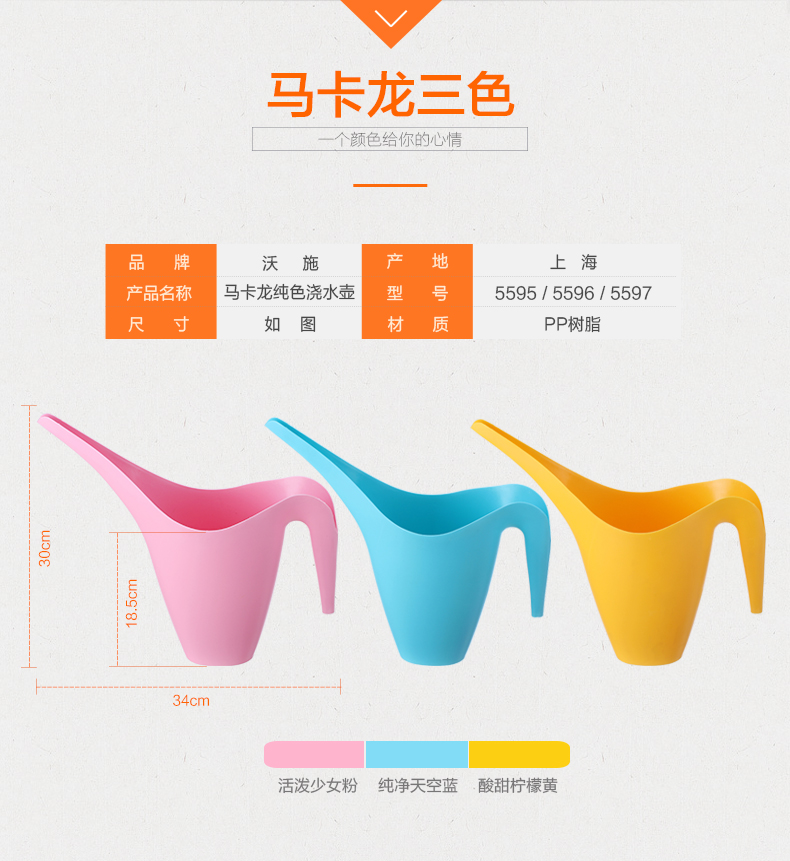 马卡龙三色
一个颜色给你的心情
品 牌 沃 施 产 地 上 海
产品名称 马卡龙纯色浇水壶 型 号 5595 / 5596 / 5597
尺 寸 如 图 材 质 PP树脂
30cm
18.5cm
34cm
活泼少女粉 纯净天空蓝 酸甜柠檬黄